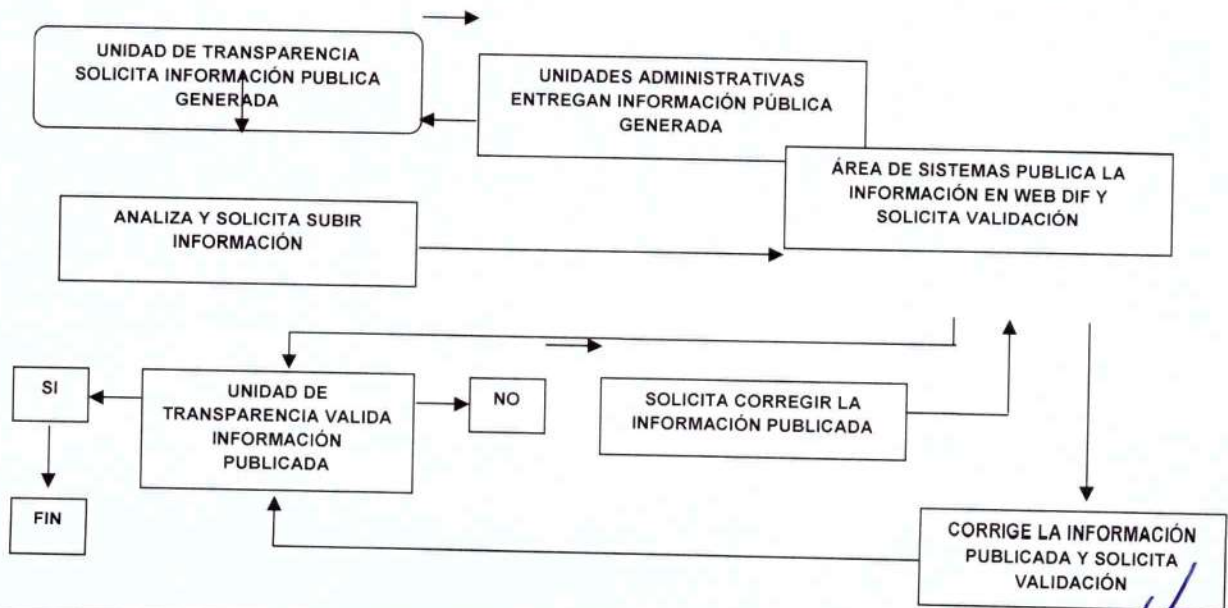 UNIDAD DE TRANSPARENCIA
SOLICITA INFORMACIÓN PUBLICA
GENERADA
UNIDADES ADMINISTRATIVAS
ENTREGAN INFORMACIÓN PÚBLICA
GENERADA
ÁREA DE SISTEMAS PUBLICA LA
INFORMACIÓN EN WEB DIF Y
SOLICITA VALIDACIÓN
ANALIZA Y SOLICITA SUBIR
INFORMACIÓN
SI
UNIDAD DE
TRANSPARENCIA VALIDA
INFORMACIÓN
PUBLICADA
NO
SOLICITA CORREGIR LA
INFORMACIÓN PUBLICADA
FIN
CORRIGE LA INFORMACIÓN
PUBLICADA Y SOLICITA
VALIDACIÓN